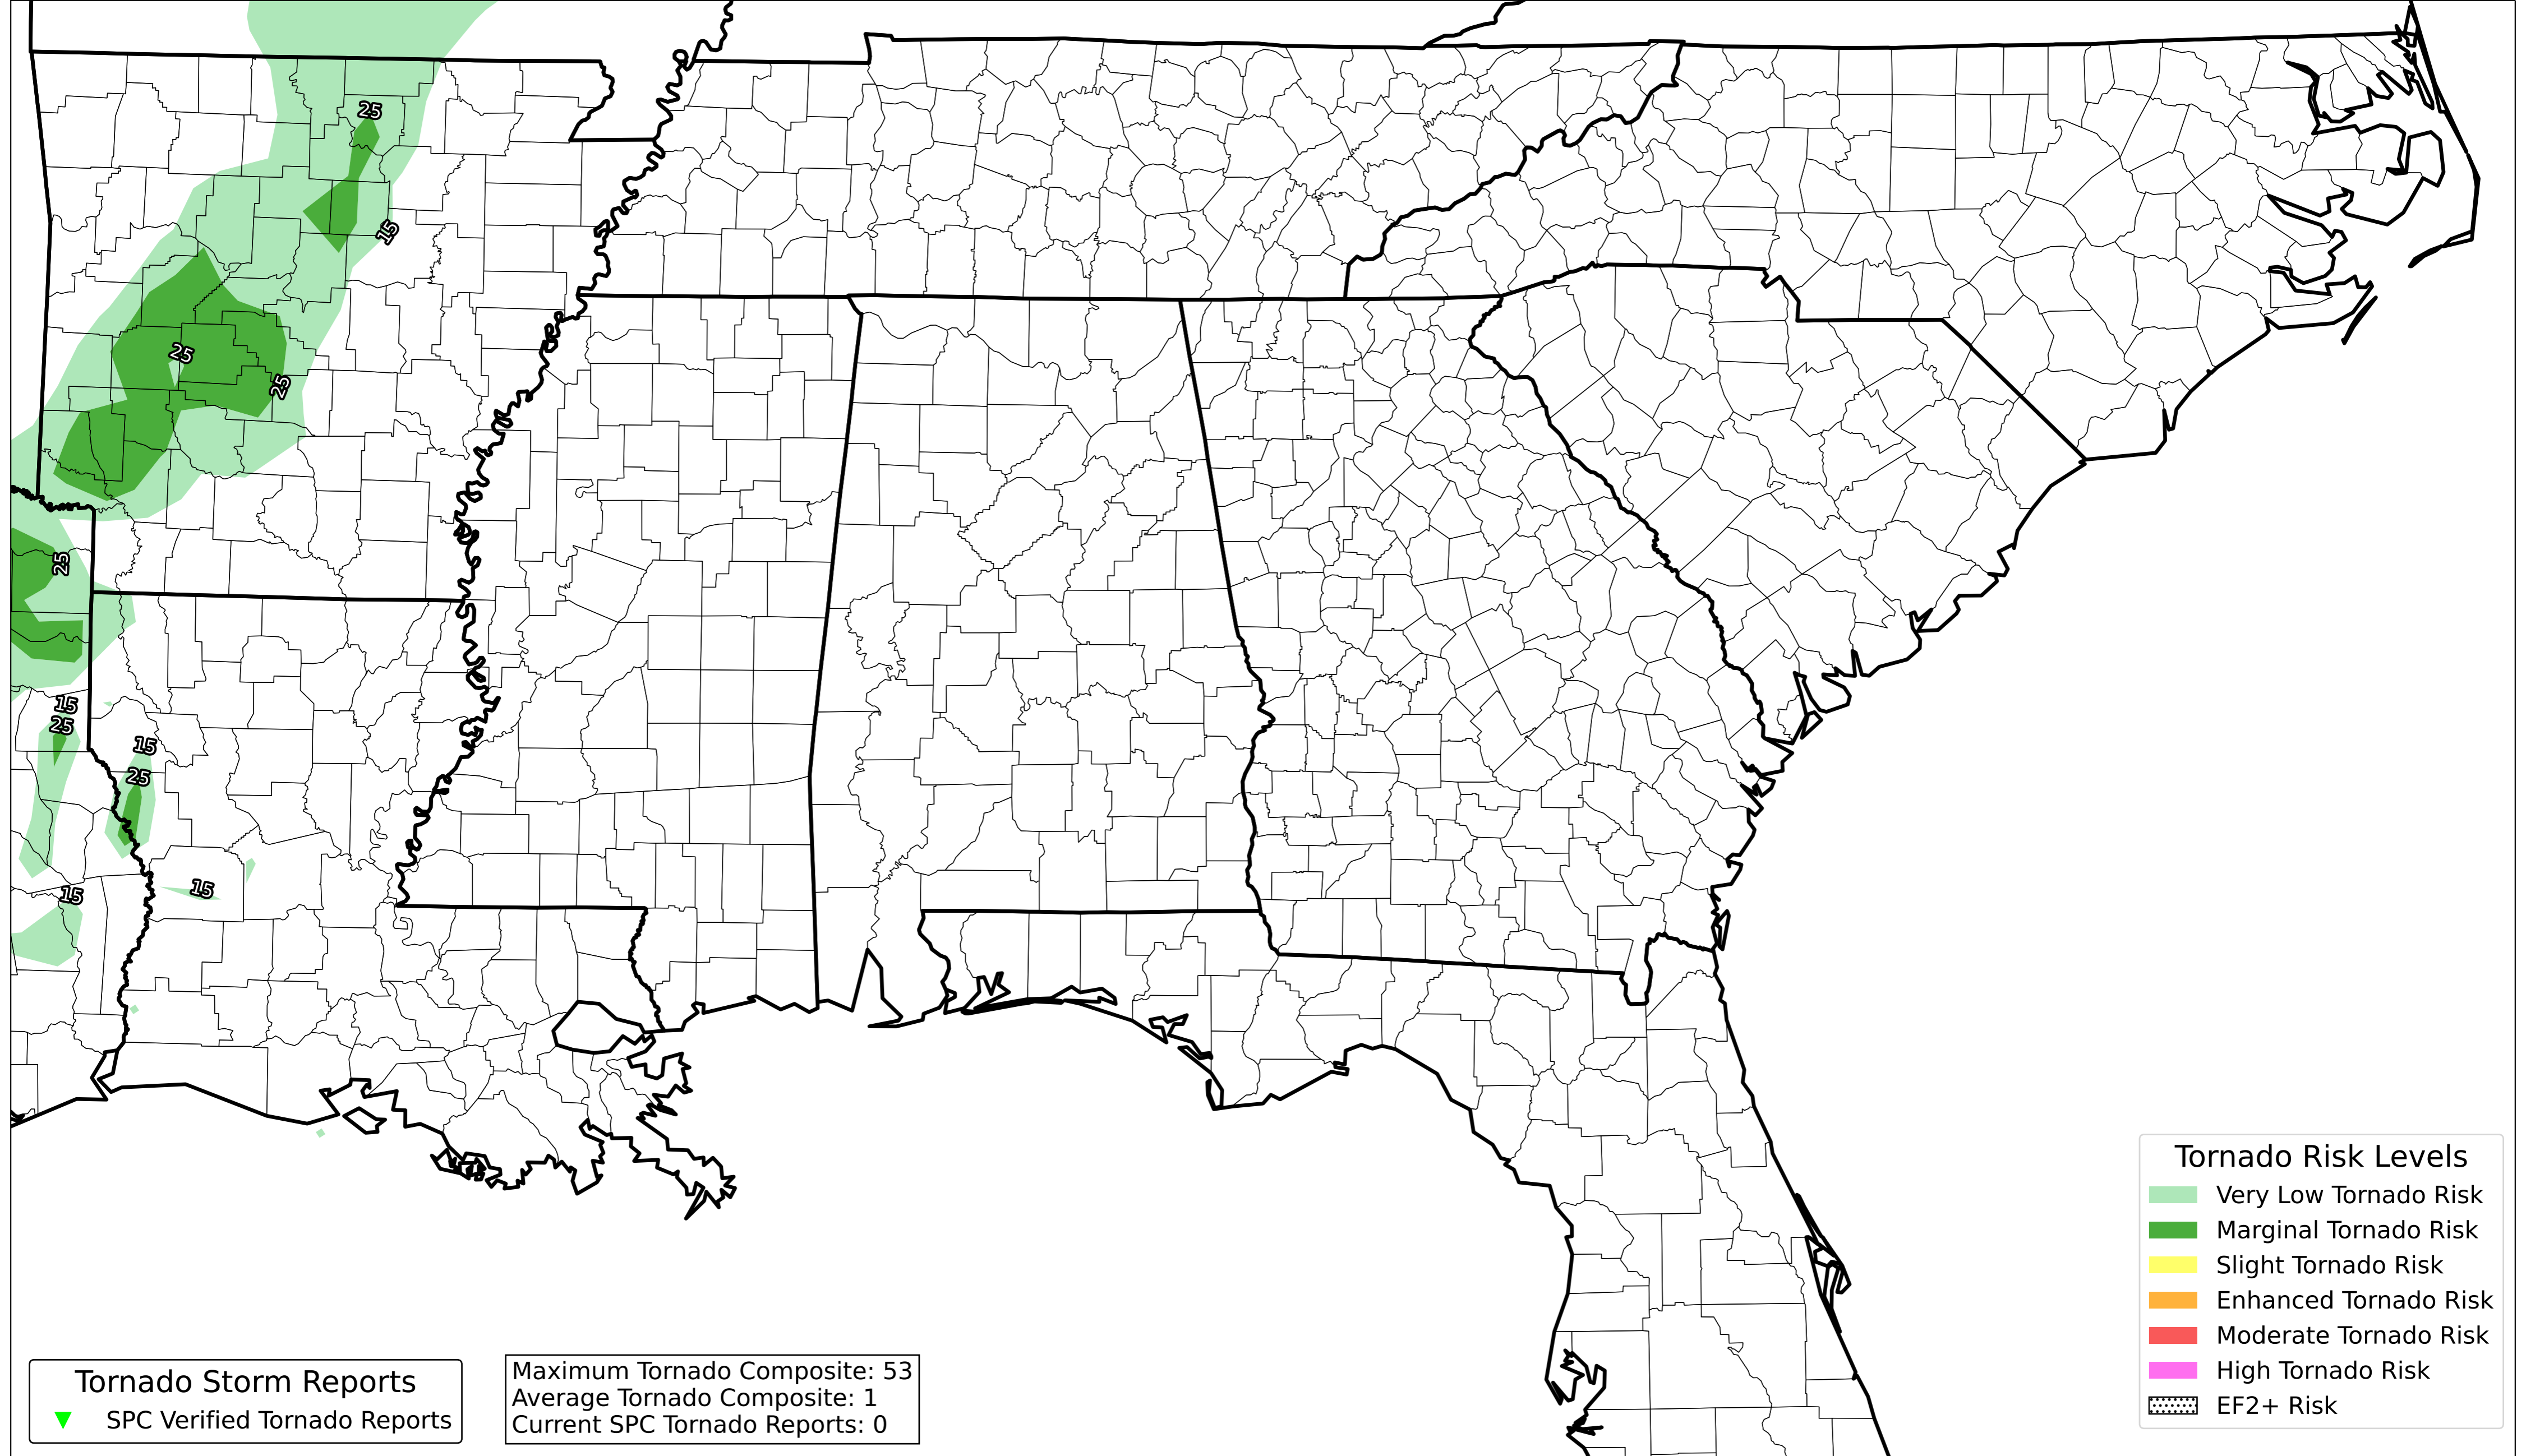 25
15
25
25
25
15
25
15
25
15
15
Tornado Risk Levels
Very Low Tornado Risk
Marginal Tornado Risk
Slight Tornado Risk
Enhanced Tornado Risk
Moderate Tornado Risk
High Tornado Risk
EF2+ Risk
Tornado Storm Reports
SPC Verified Tornado Reports
Maximum Tornado Composite: 53
Average Tornado Composite: 1
Current SPC Tornado Reports: 0